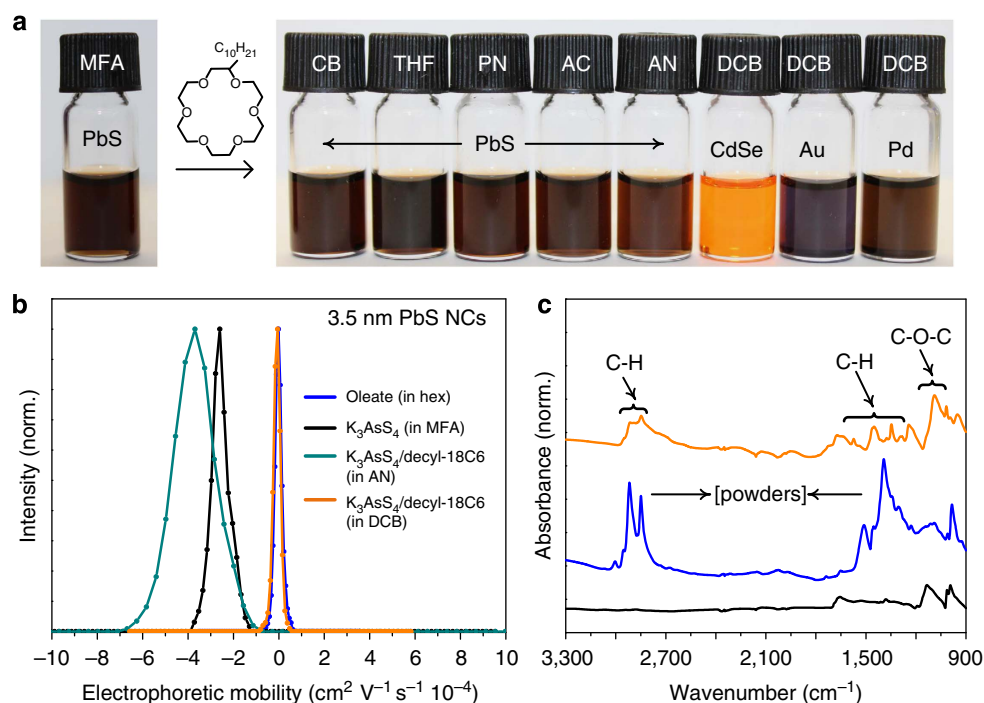 a
MFA
PbS
C₁₀H₂₁
O
O
O
O
O
O
CB THF PN AC AN DCB DCB DCB
PbS
CdSe Au Pd
b
3.5 nm PbS NCs
Oleate (in hex)
K₃AsS₄ (in MFA)
K₃AsS₄/decyl-18C6
(in AN)
K₃AsS₄/decyl-18C6
(in DCB)
Intensity (norm.)
−10 −8 −6 −4 −2 0 2 4 6 8 10
Electrophoretic mobility (cm² V⁻¹ s⁻¹ 10⁻⁴)
c
C-O-C
C-H
C-H
[powders]
Absorbance (norm.)
3,300 2,700 2,100 1,500 900
Wavenumber (cm⁻¹)